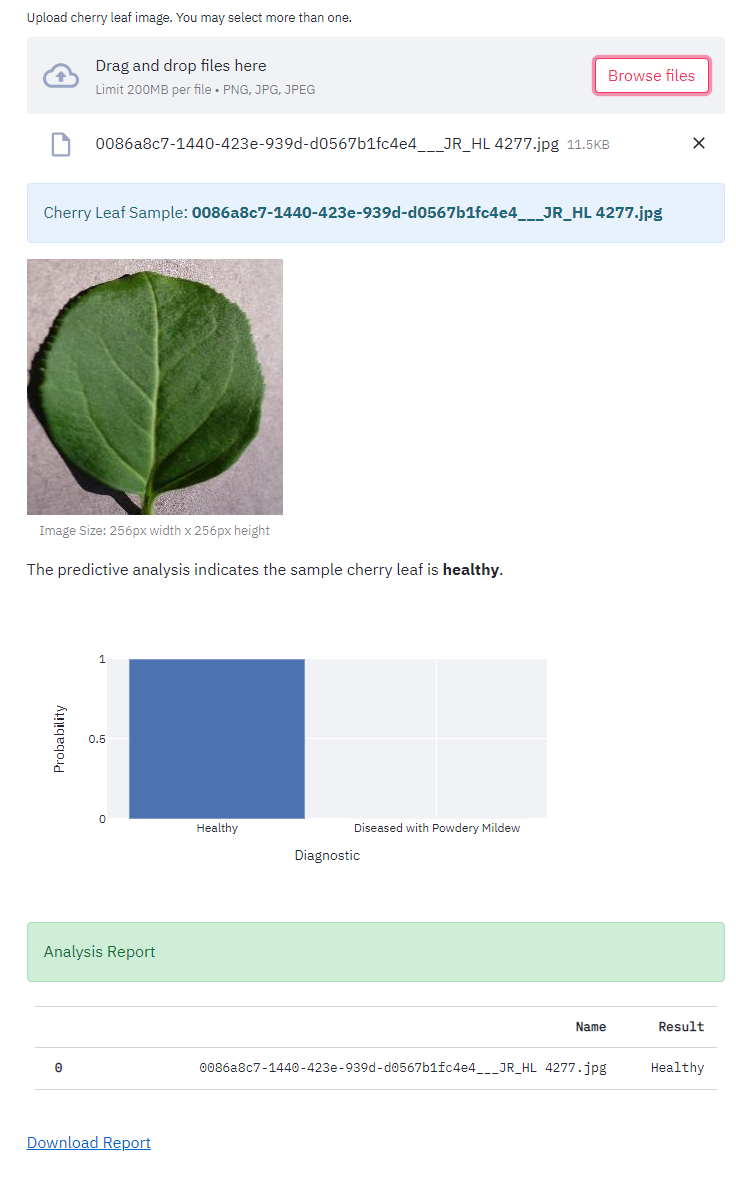 Upload cherry leaf image. You may select more than one.
Drag and drop files here
Limit 200MB per file • PNG, JPG, JPEG
Browse files
0086a8c7-1440-423e-939d-d0567b1fc4e4___JR_HL 4277.jpg 11.5KB
Cherry Leaf Sample: 0086a8c7-1440-423e-939d-d0567b1fc4e4___JR_HL 4277.jpg
Image Size: 256px width x 256px height
The predictive analysis indicates the sample cherry leaf is healthy.
1
0.5
0
Probability
Healthy
Diseased with Powdery Mildew
Diagnostic
Analysis Report
Name Result
0 0086a8c7-1440-423e-939d-d0567b1fc4e4___JR_HL 4277.jpg Healthy
Download Report